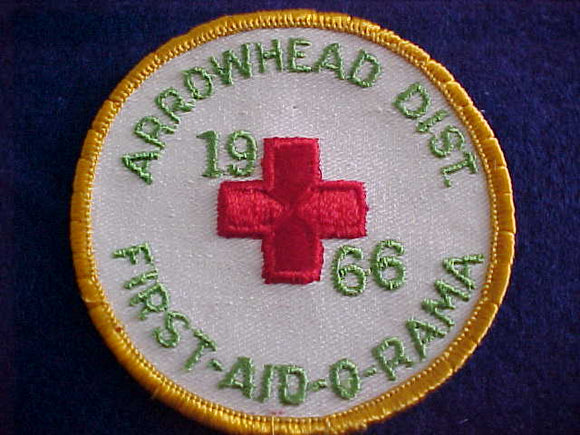 ARROWHEAD DIST.
19
66
FIRST-AID-O-RAMA